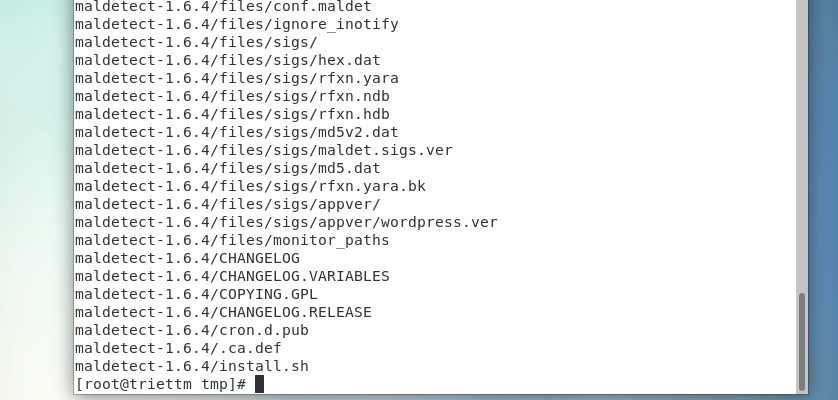 maldetect-1.6.4/files/conf.maldet
maldetect-1.6.4/files/ignore_inotify
maldetect-1.6.4/files/sigs/
maldetect-1.6.4/files/sigs/hex.dat
maldetect-1.6.4/files/sigs/rfxn.yara
maldetect-1.6.4/files/sigs/rfxn.ndb
maldetect-1.6.4/files/sigs/rfxn.hdb
maldetect-1.6.4/files/sigs/md5v2.dat
maldetect-1.6.4/files/sigs/maldet.sigs.ver
maldetect-1.6.4/files/sigs/md5.dat
maldetect-1.6.4/files/sigs/rfxn.yara.bk
maldetect-1.6.4/files/sigs/appver/
maldetect-1.6.4/files/sigs/appver/wordpress.ver
maldetect-1.6.4/files/monitor_paths
maldetect-1.6.4/CHANGELOG
maldetect-1.6.4/CHANGELOG.VARIABLES
maldetect-1.6.4/COPYING.GPL
maldetect-1.6.4/CHANGELOG.RELEASE
maldetect-1.6.4/cron.d.pub
maldetect-1.6.4/.ca.def
maldetect-1.6.4/install.sh
[root@triettm tmp]#